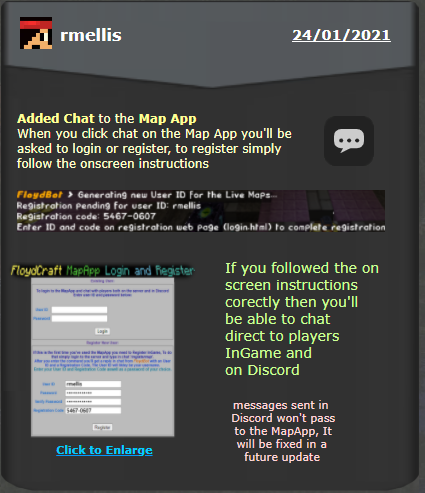 rmellis
24/01/2021
Added Chat to the Map App
When you click chat on the Map App you'll be
asked to login or register, to register simply
follow the onscreen instructions
FloydBot > Generating new User ID for the Live Maps...
Registration pending for user ID: rmellis
Registration code: 5467-0607
Enter ID and code on registration web page (login.html) to complete registration
FloydCraft MapApp Login and Register
Existing Users
User ID:
Password:
Login
Register New User
User ID: rmellis
Password:
Verify Password:
Registration Code: 5467-0607
Register
Click to Enlarge
If you followed the on
screen instructions
corectly then you'll
be able to chat
direct to players
InGame and
on Discord
messages sent in
Discord won't pass
to the MapApp, It
will be fixed in a
future update